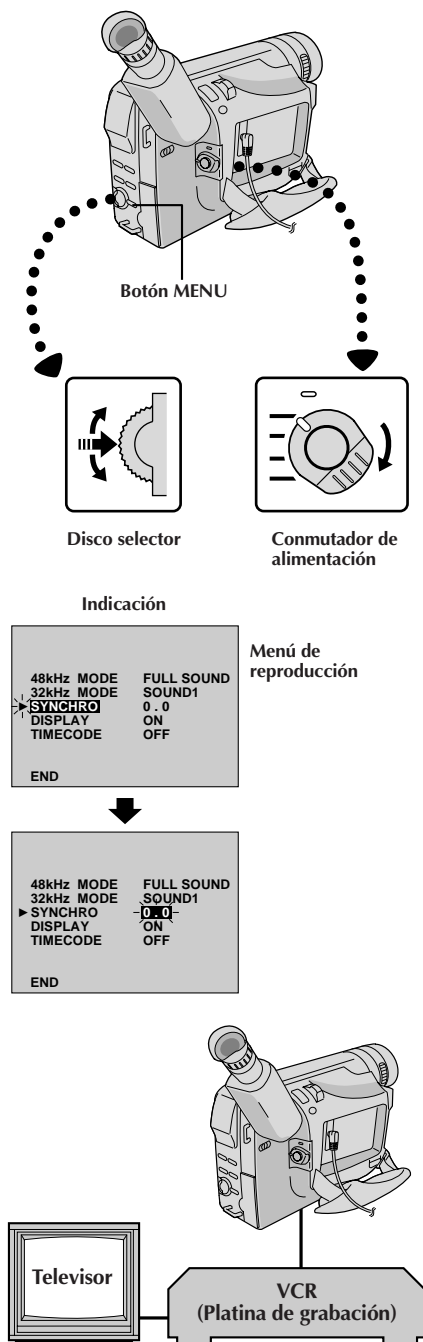 Botón MENU
Disco selector
Conmutador de
alimentación
Indicación
Menú de
reproducción
48kHz MODE FULL SOUND
32kHz MODE SOUND1
►SYNCHRO 0 . 0
DISPLAY ON
TIMECODE OFF
END
48kHz MODE FULL SOUND
32kHz MODE SOUND1
►SYNCHRO 0 . 0
DISPLAY ON
TIMECODE OFF
END
Televisor
VCR
(Platina de grabación)